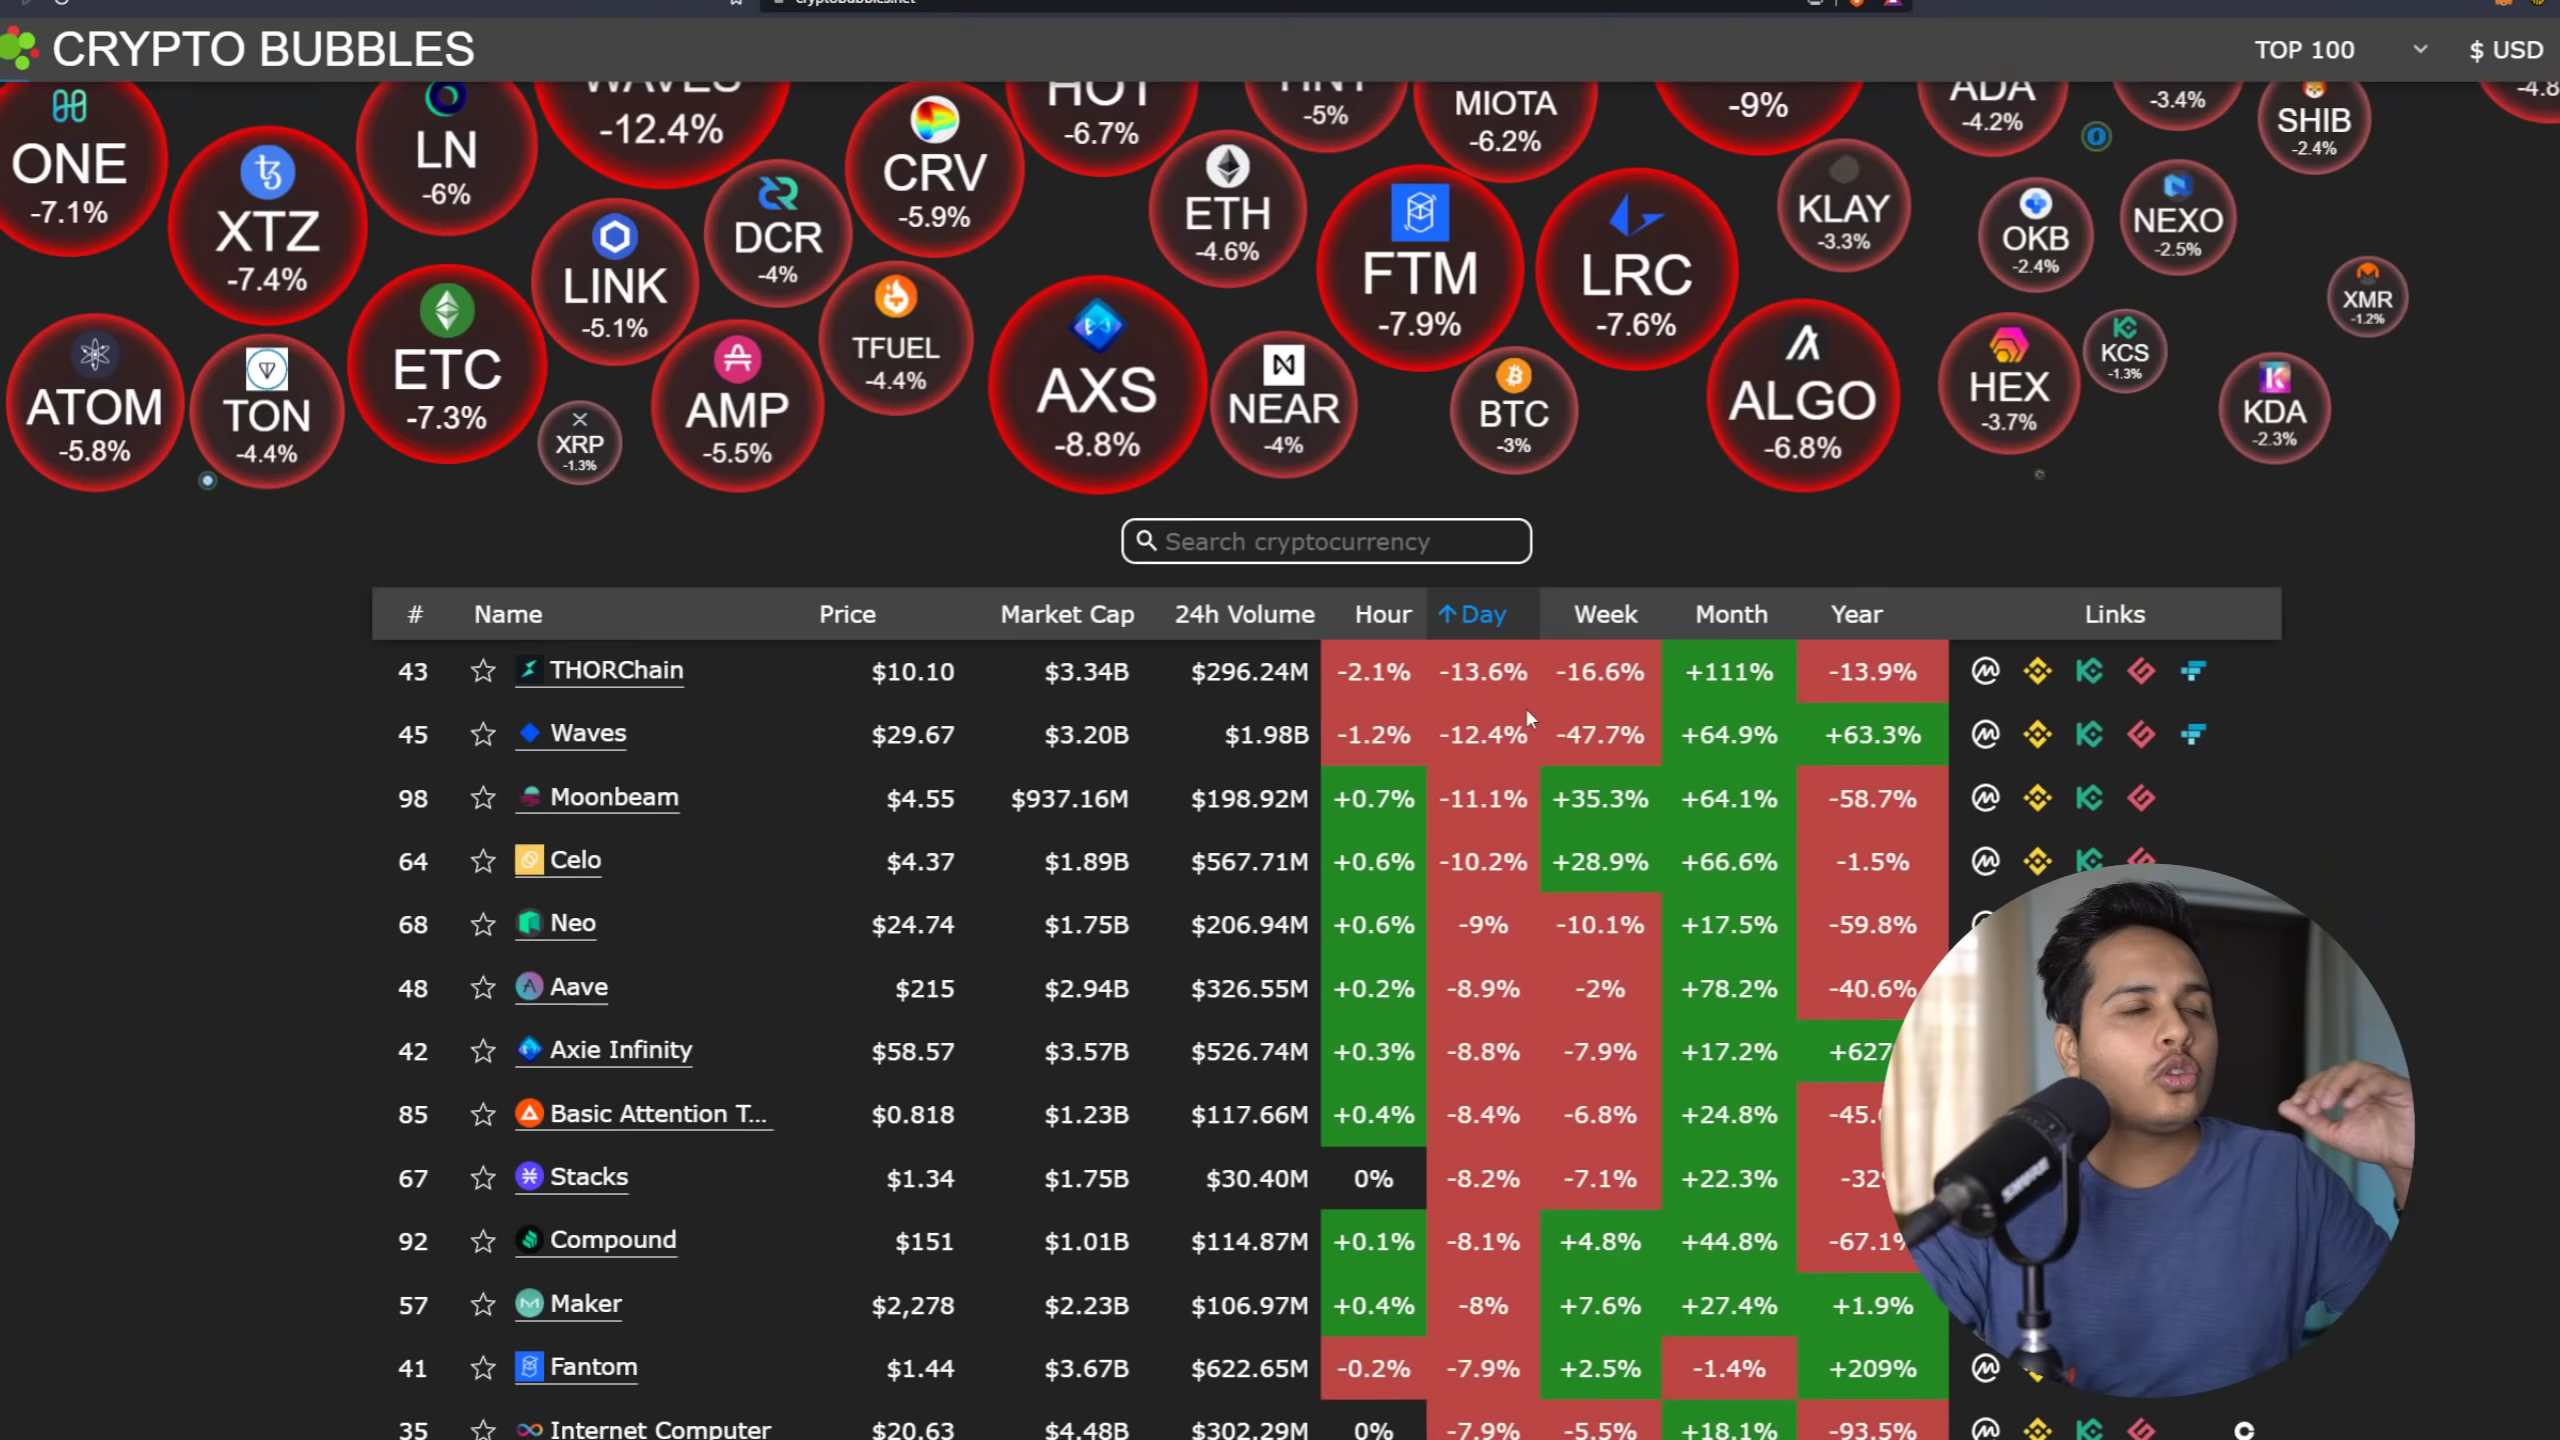 CRYPTO BUBBLES
TOP 100
$ USD
ONE
-7.1%
XTZ
-7.4%
LN
-6%
WAVES
-12.4%
LINK
-5.1%
DCR
-4%
CRV
-5.9%
HOT
-6.7%
-5%
ETH
-4.6%
MIOTA
-6.2%
-9%
ADA
-4.2%
-3.4%
SHIB
-2.4%
-4.8
ATOM
-5.8%
TON
-4.4%
ETC
-7.3%
XRP
-1.3%
AMP
-5.5%
TFUEL
-4.4%
AXS
-8.8%
NEAR
-4%
FTM
-7.9%
BTC
-3%
LRC
-7.6%
ALGO
-6.8%
KLAY
-3.3%
OKB
-2.4%
NEXO
-2.5%
HEX
-3.7%
KCS
-1.3%
XMR
-1.2%
KDA
-2.3%
Search cryptocurrency
# Name Price Market Cap 24h Volume Hour ↑Day Week Month Year Links
43 THORChain $10.10 $3.34B $296.24M -2.1% -13.6% -16.6% +111% -13.9%
45 Waves $29.67 $3.20B $1.98B -1.2% -12.4% -47.7% +64.9% +63.3%
98 Moonbeam $4.55 $937.16M $198.92M +0.7% -11.1% +35.3% +64.1% -58.7%
64 Celo $4.37 $1.89B $567.71M +0.6% -10.2% +28.9% +66.6% -1.5%
68 Neo $24.74 $1.75B $206.94M +0.6% -9% -10.1% +17.5% -59.8%
48 Aave $215 $2.94B $326.55M +0.2% -8.9% -2% +78.2% -40.6%
42 Axie Infinity $58.57 $3.57B $526.74M +0.3% -8.8% -7.9% +17.2% +627
85 Basic Attention T... $0.818 $1.23B $117.66M +0.4% -8.4% -6.8% +24.8% -45.
67 Stacks $1.34 $1.75B $30.40M 0% -8.2% -7.1% +22.3% -32
92 Compound $151 $1.01B $114.87M +0.1% -8.1% +4.8% +44.8% -67.1%
57 Maker $2,278 $2.23B $106.97M +0.4% -8% +7.6% +27.4% +1.9%
41 Fantom $1.44 $3.67B $622.65M -0.2% -7.9% +2.5% -1.4% +209%
35 Internet Computer $20.63 $4.48B $302.29M 0% -7.9% -5.5% +18.1% -93.5%